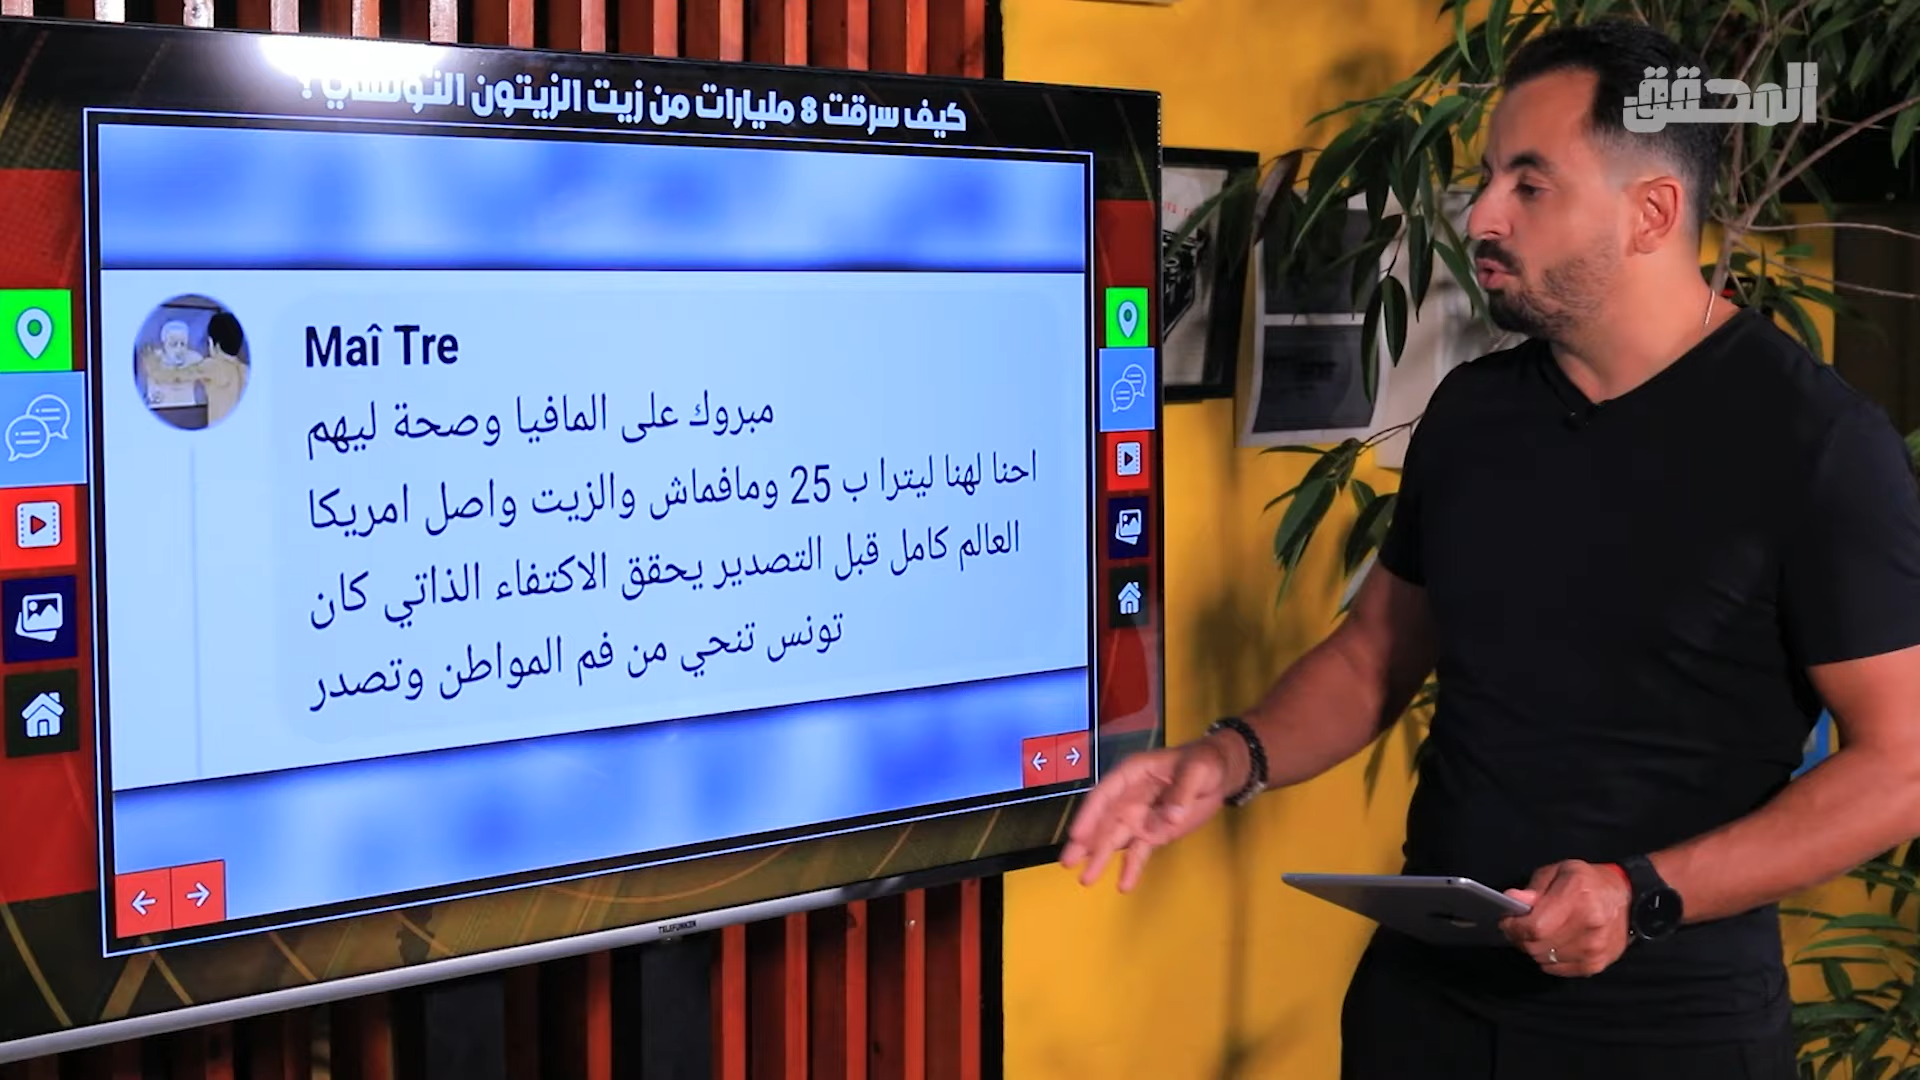 المحقق
كيف سرقت 8 مليارات من زيت الزيتون التونسي ؟
Maî Tre
مبروك على المافيا وصحة ليهم
احنا لهنا ليترا ب 25 ومافماش والزيت واصل امريكا
العالم كامل قبل التصدير يحقق الاكتفاء الذاتي كان
تونس تنحي من فم المواطن وتصدر
TELEFUNKEN